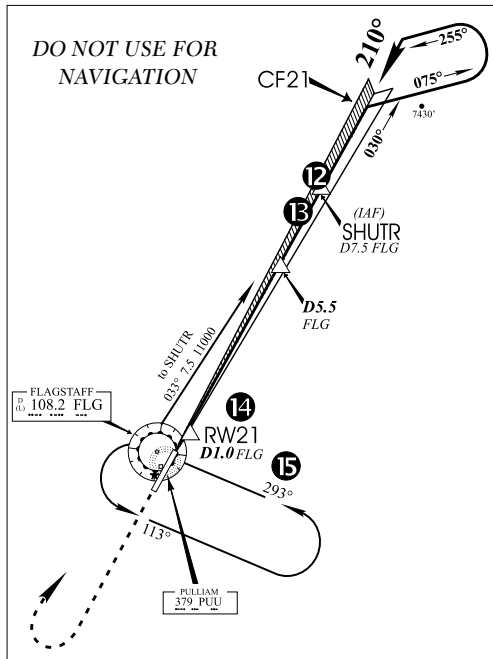 DO NOT USE FOR
NAVIGATION
210°
255°
075°
CF21
7430'
030°
12
(IAF)
SHUTR
D7.5 FLG
13
D5.5
FLG
to SHUTR
033° 7.5 11000
FLAGSTAFF
D
(L) 108.2 FLG
14
RW21
D1.0 FLG
15
293°
113°
PULLIAM
379 PUU